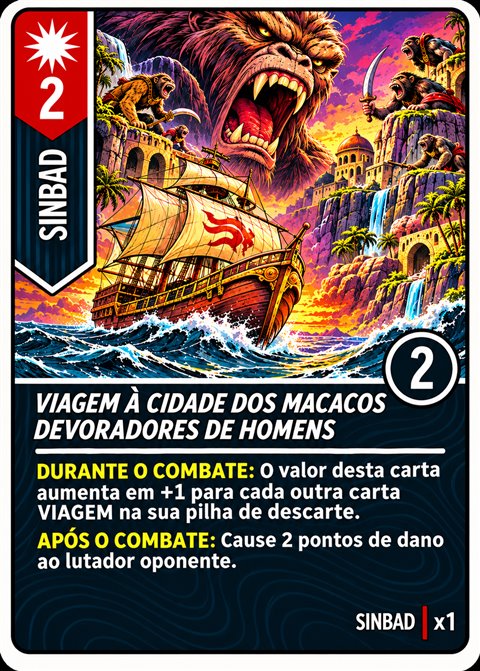 2
SINBAD
2
VIAGEM À CIDADE DOS MACACOS
DEVORADORES DE HOMENS
DURANTE O COMBATE: O valor desta carta
aumenta em +1 para cada outra carta
VIAGEM na sua pilha de descarte.
APÓS O COMBATE: Cause 2 pontos de dano
ao lutador oponente.
SINBAD | x1